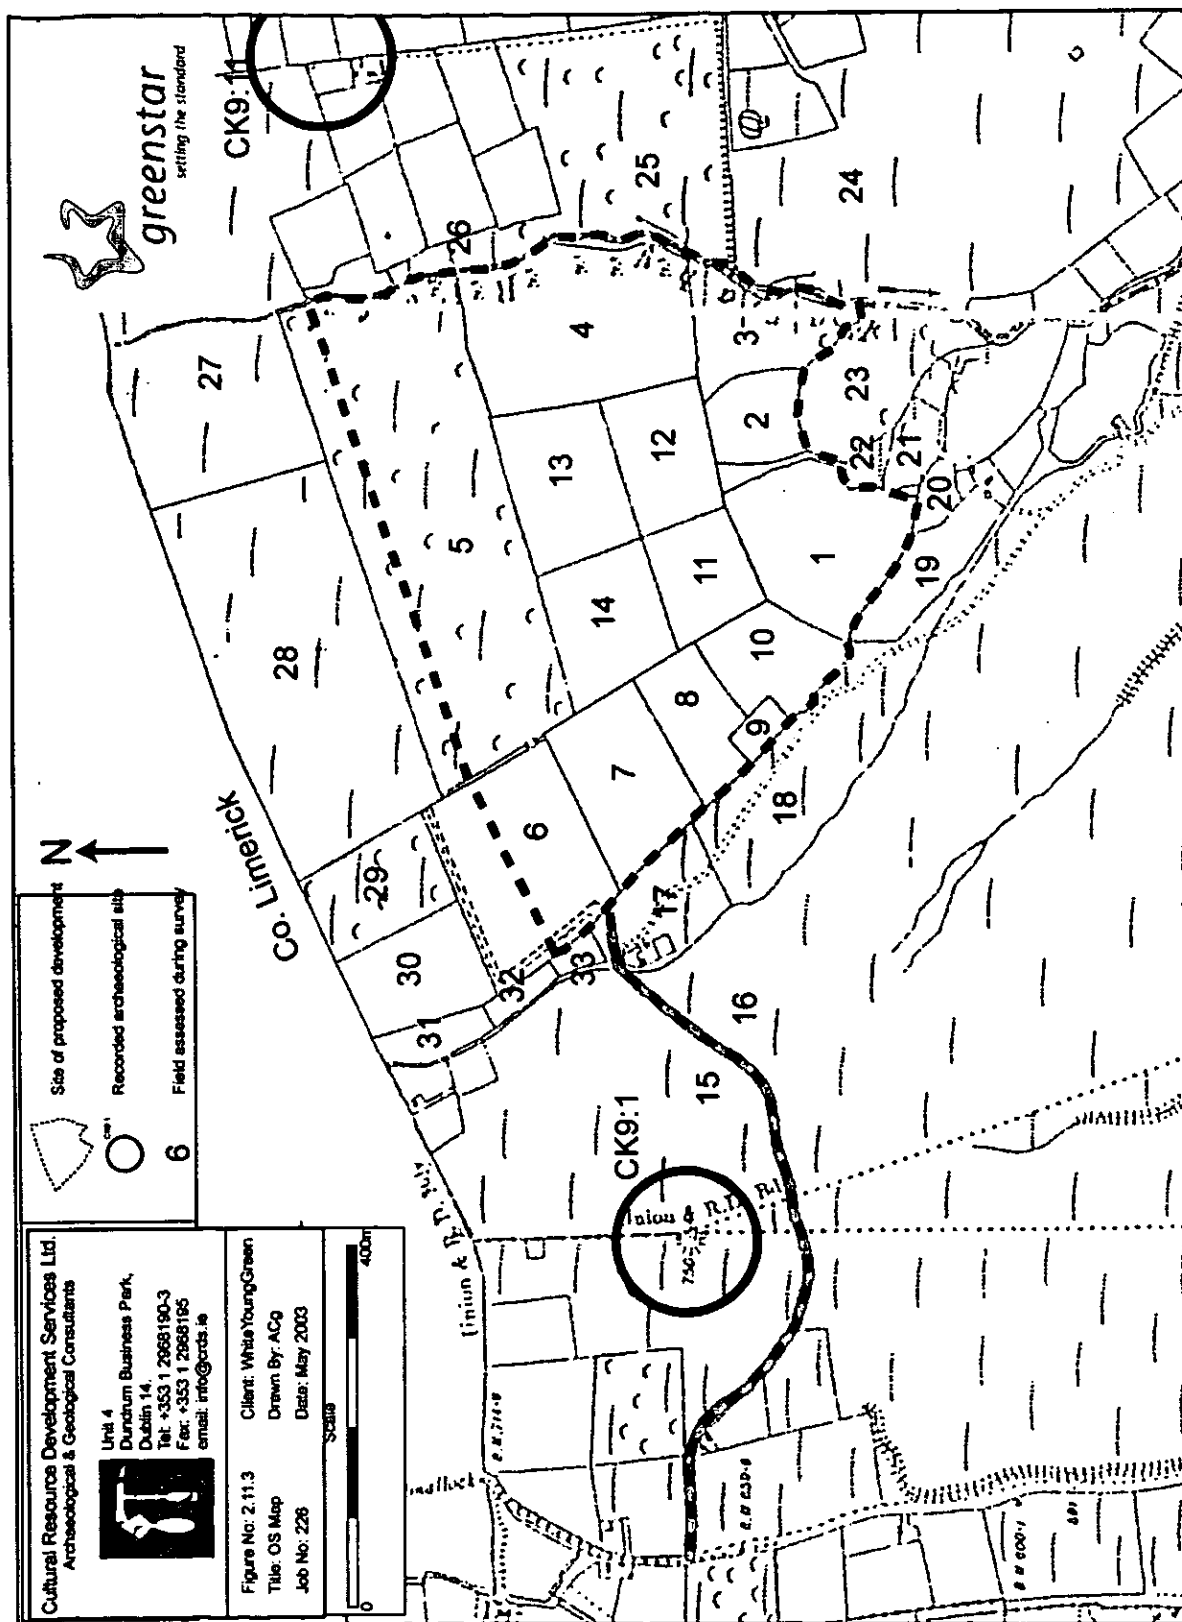 Cultural Resource Development Services Ltd.
Archaeological & Geological Consultants
Unit 4
Dundrum Business Park,
Dublin 14.
Tel: +353 1 2968190-3
Fax: +353 1 2968195
email: info@crds.ie
Figure No: 2.11.3
Client: WhiteYoungGreen
Title: OS Map
Drawn By: ACg
Job No: 226
Date: May 2003
Scale
0
400m
Site of proposed development
Recorded archaeological site
6
Field assessed during survey
N
greenstar
setting the standard
Co. Limerick
CK9:11
CK9:1
27
28
29
30
31
32
33
26
25
24
5
4
3
2
1
6
7
8
9
10
11
12
13
14
15
16
17
18
19
20
21
22
23